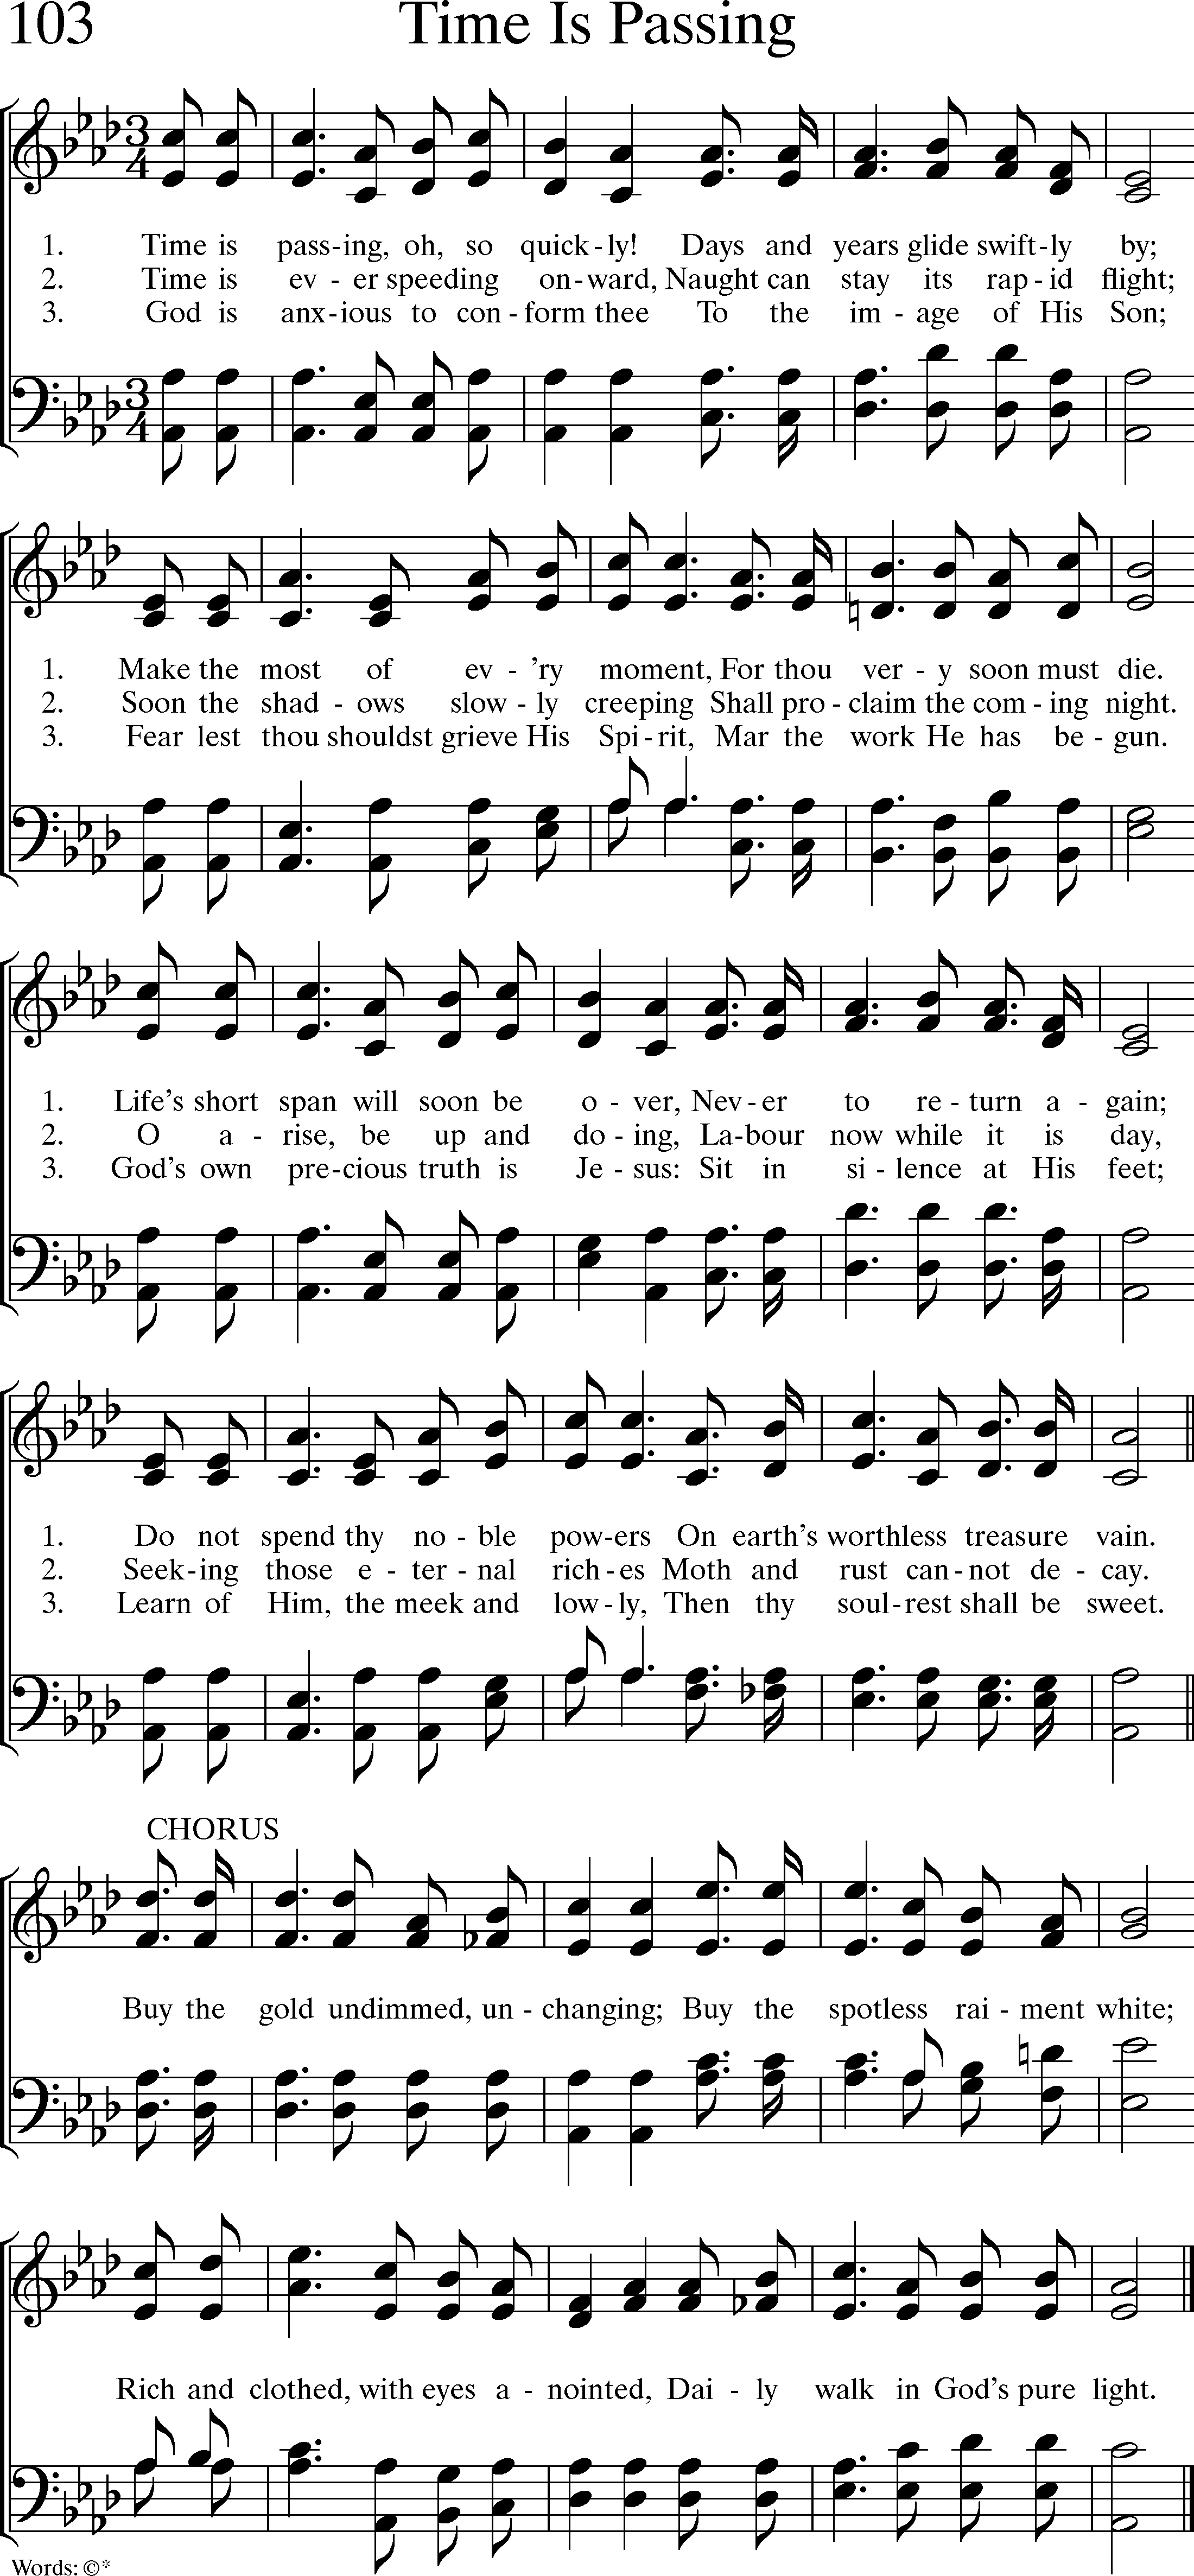 103 Time Is Passing
1. Time is pass-ing, oh, so quick-ly! Days and years glide swift-ly by;
2. Time is ev-er speeding on-ward, Naught can stay its rap-id flight;
3. God is anx-ious to con-form thee To the im-age of His Son;
1. Make the most of ev-'ry moment, For thou ver-y soon must die.
2. Soon the shad-ows slow-ly creeping Shall pro-claim the com-ing night.
3. Fear lest thou shouldst grieve His Spi-rit, Mar the work He has be-gun.
1. Life's short span will soon be o-ver, Nev-er to re-turn a-gain;
2. O a-rise, be up and do-ing, La-bour now while it is day,
3. God's own pre-cious truth is Je-sus: Sit in si-lence at His feet;
1. Do not spend thy no-ble pow-ers On earth's worthless treasure vain.
2. Seek-ing those e-ter-nal rich-es Moth and rust can-not de-cay.
3. Learn of Him, the meek and low-ly, Then thy soul-rest shall be sweet.
CHORUS
Buy the gold undimmed, un-changing; Buy the spotless rai-ment white;
Rich and clothed, with eyes a-nointed, Dai-ly walk in God's pure light.
Words: ©*